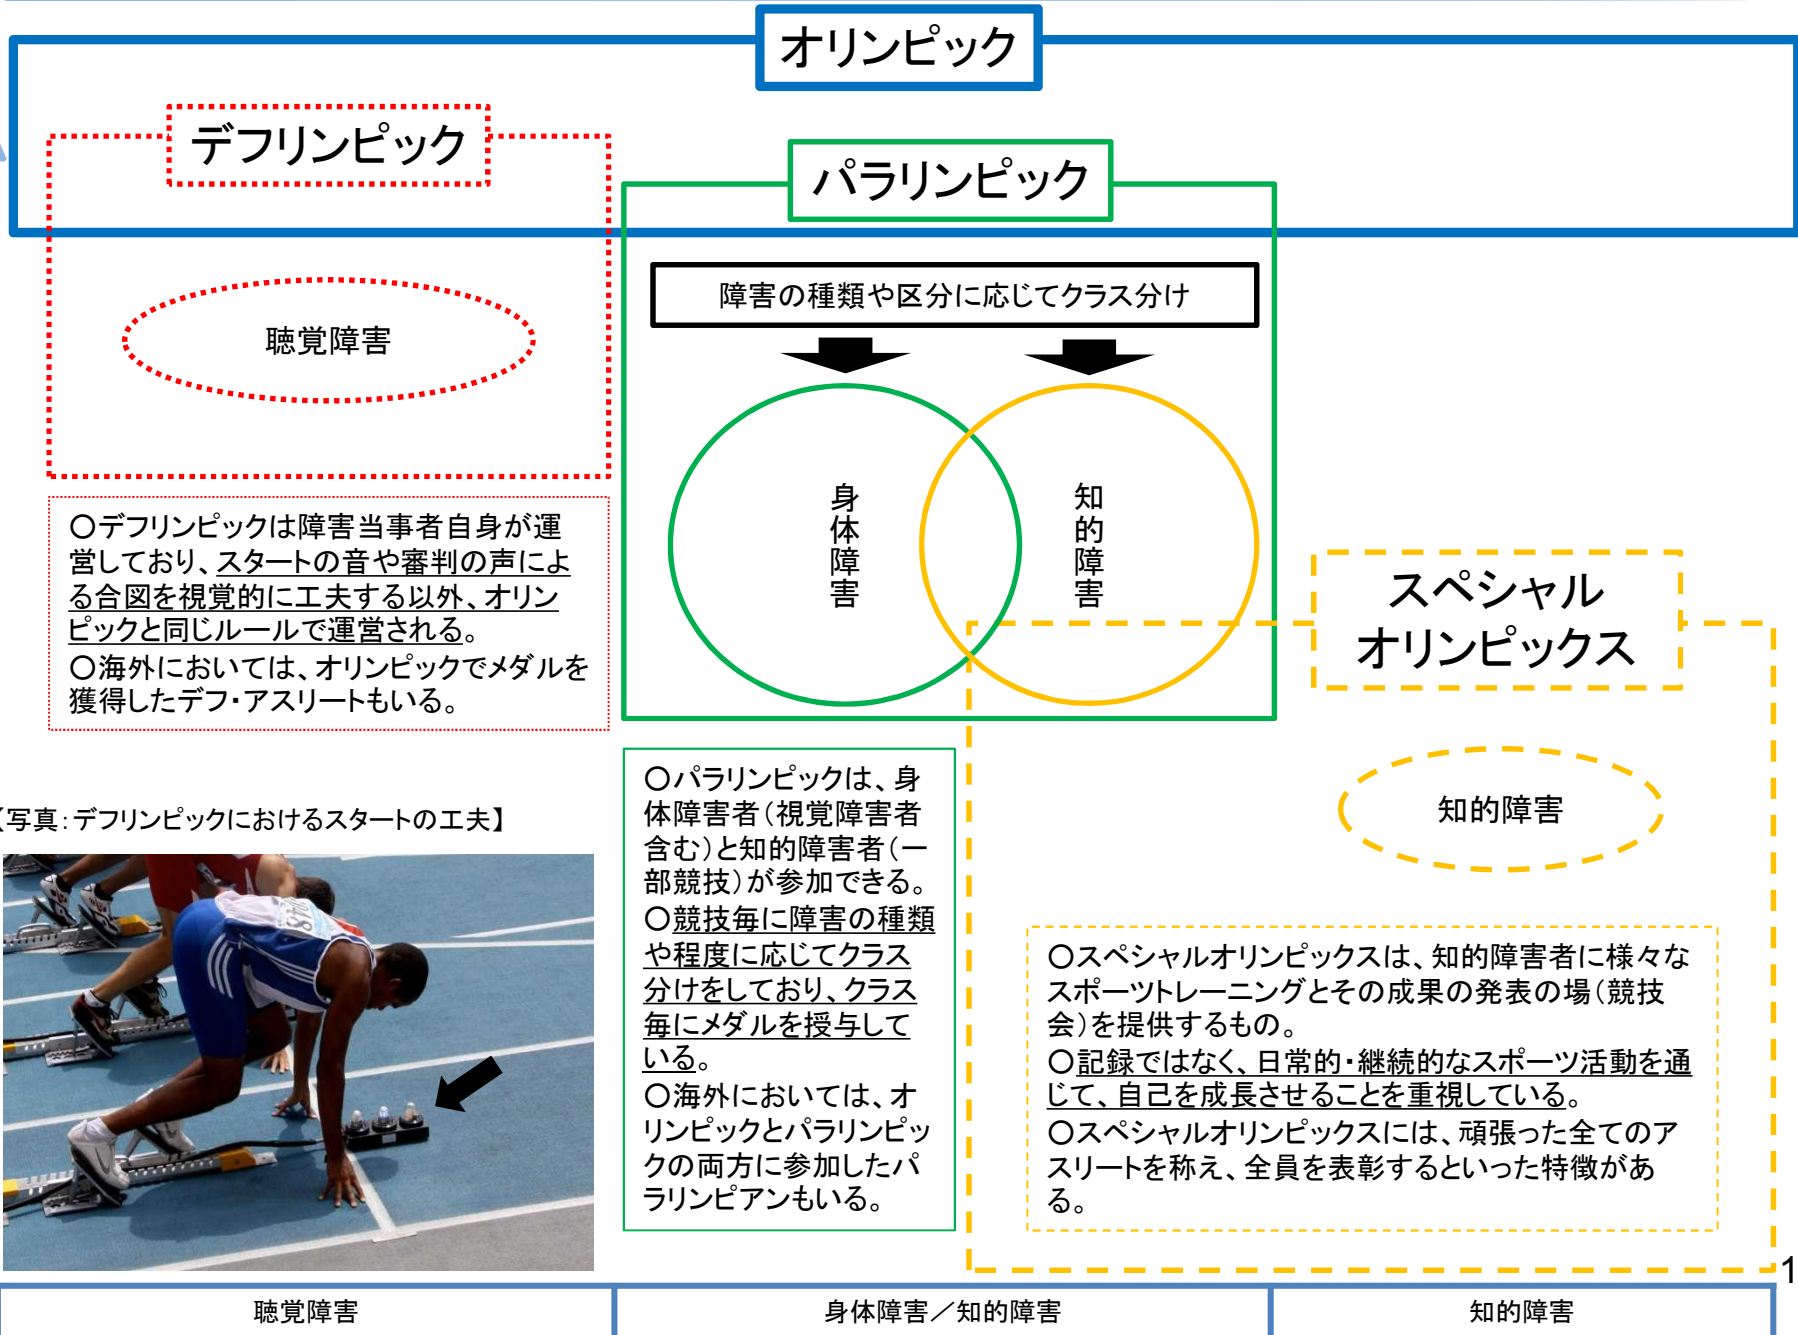 オリンピック
デフリンピック
パラリンピック
障害の種類や区分に応じてクラス分け
聴覚障害
身体障害
知的障害
〇デフリンピックは障害当事者自身が運
営しており、スタートの音や審判の声によ
る合図を視覚的に工夫する以外、オリン
ピックと同じルールで運営される。
〇海外においては、オリンピックでメダルを
獲得したデフ・アスリートもいる。
スペシャル
オリンピックス
知的障害
【写真：デフリンピックにおけるスタートの工夫】
〇パラリンピックは、身
体障害者（視覚障害者
含む）と知的障害者（一
部競技）が参加できる。
〇競技毎に障害の種類
や程度に応じてクラス
分けをしており、クラス
毎にメダルを授与して
いる。
〇海外においては、オ
リンピックとパラリンピッ
クの両方に参加したパ
ラリンピアンもいる。
〇スペシャルオリンピックスは、知的障害者に様々な
スポーツトレーニングとその成果の発表の場（競技
会）を提供するもの。
〇記録ではなく、日常的・継続的なスポーツ活動を通
じて、自己を成長させることを重視している。
〇スペシャルオリンピックスには、頑張った全てのア
スリートを称え、全員を表彰するといった特徴があ
る。
1
聴覚障害
身体障害／知的障害
知的障害